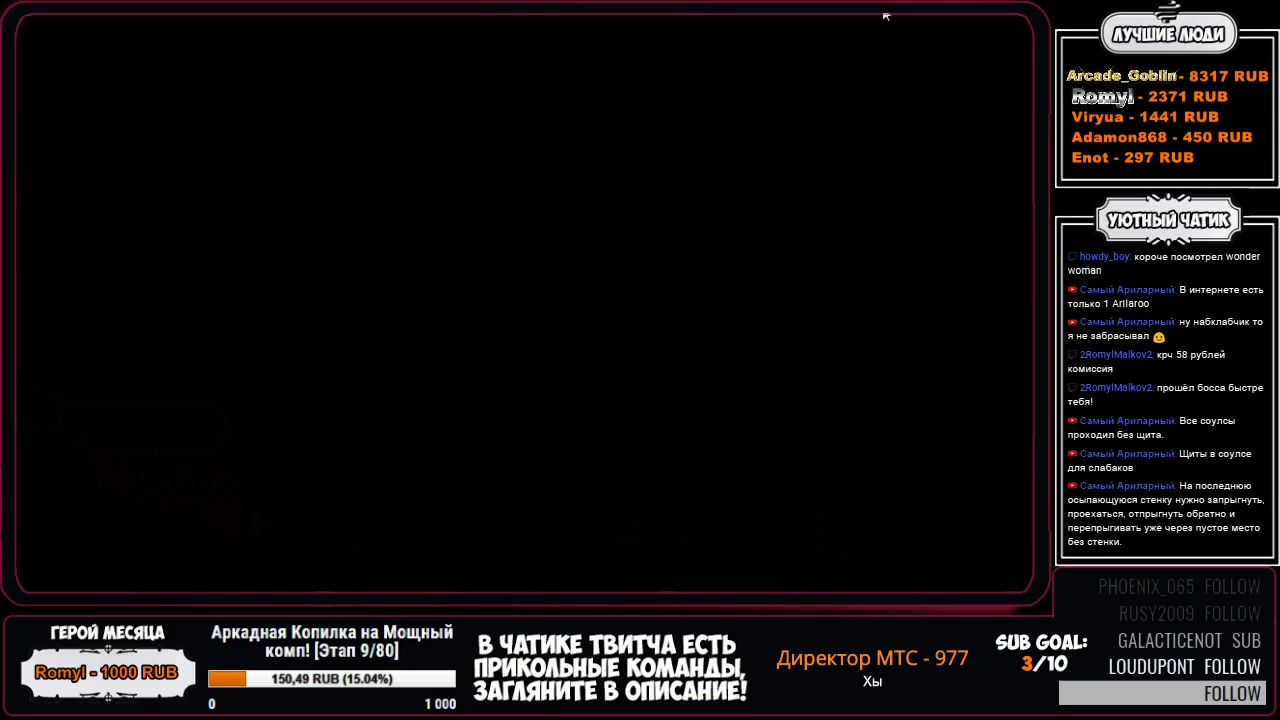 ЛУЧШИЕ ЛЮДИ
Arcade_Goblin - 8317 RUB
Romyl - 2371 RUB
Viryua - 1441 RUB
Adamon868 - 450 RUB
Enot - 297 RUB
УЮТНЫЙ ЧАТИК
howdy_boy: короче посмотрел wonder
woman
Самый Ариларный: В интернете есть
только 1 Arilaroo
Самый Ариларный: ну набклабчик то
я не забрасывал
2RomylMalkov2: крч 58 рублей
комиссия
2RomylMalkov2: прошёл босса быстре
тебя!
Самый Ариларный: Все соулсы
проходил без щита.
Самый Ариларный: Щиты в соулсе
для слабаков
Самый Ариларный: На последнюю
осыпающуюся стенку нужно запрыгнуть,
проехаться, отпрыгнуть обратно и
перепрыгивать уже через пустое место
без стенки.
PHOENIX_065 FOLLOW
RUSY2009 FOLLOW
GALACTICENOT SUB
LOUDUPONT FOLLOW
FOLLOW
ГЕРОЙ МЕСЯЦА
Romyl - 1000 RUB
Аркадная Копилка на Мощный
комп! [Этап 9/80]
150,49 RUB (15.04%)
0 1 000
В ЧАТИКЕ ТВИТЧА ЕСТЬ
ПРИКОЛЬНЫЕ КОМАНДЫ,
ЗАГЛЯНИТЕ В ОПИСАНИЕ!
Директор МТС - 977
Хы
SUB GOAL:
3/10